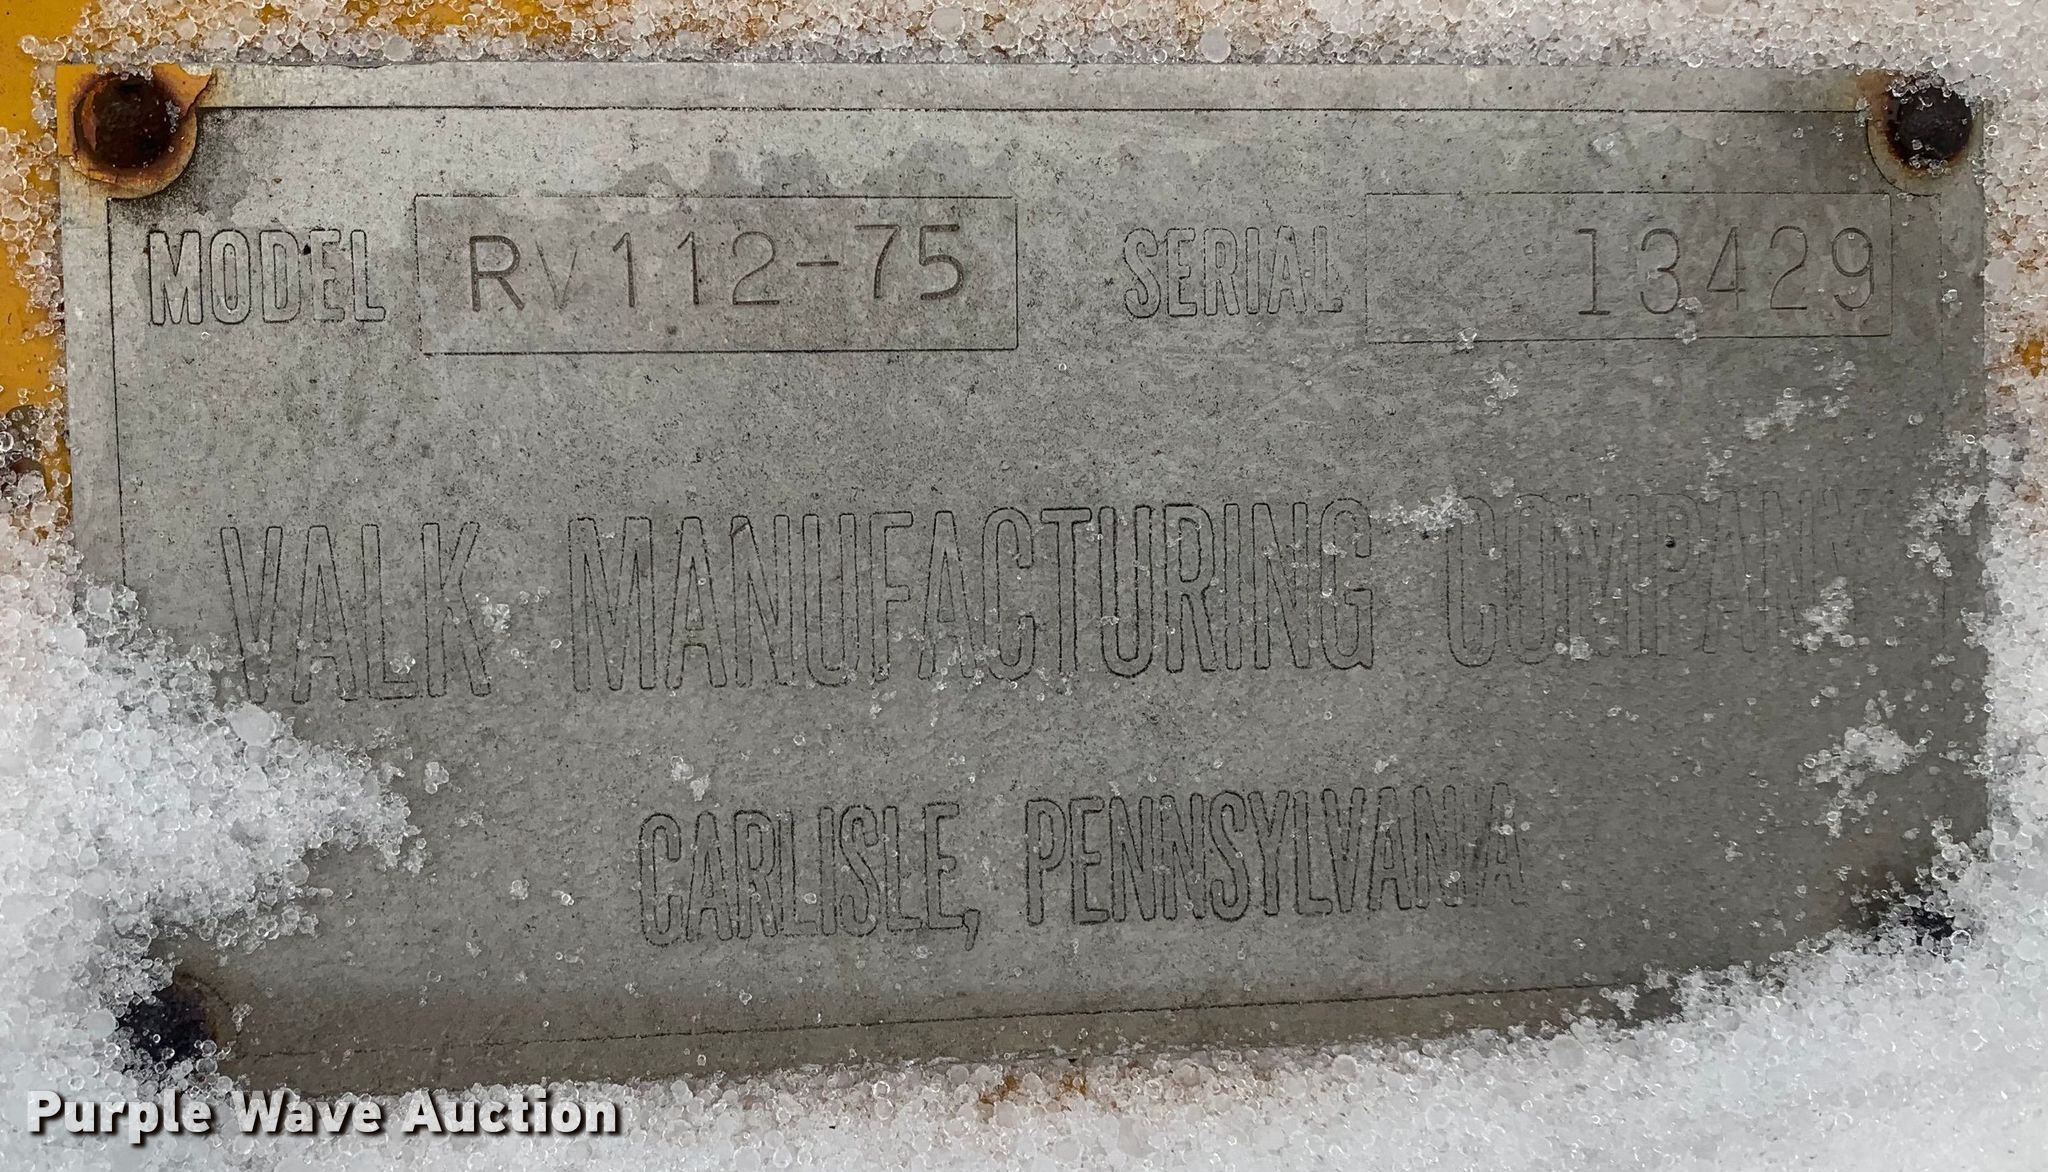 MODEL RV112-75 SERIAL 13429
VALK MANUFACTURING COMPANY
CARLISLE, PENNSYLVANIA
Purple Wave Auction